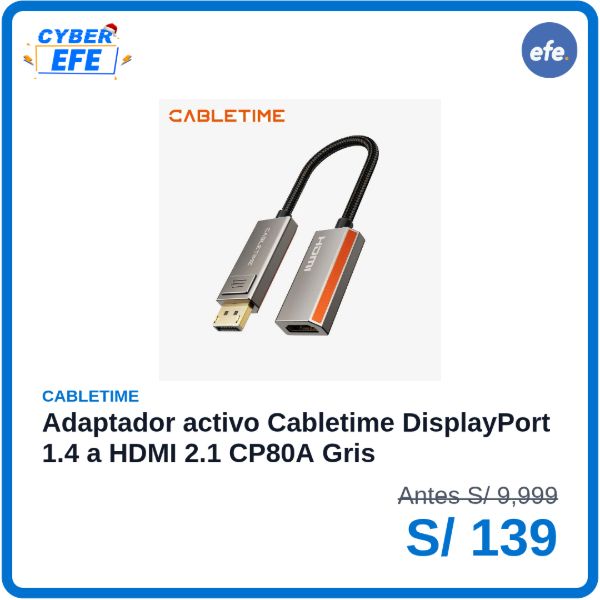 CYBER
EFE
efe.
CABLETIME
CABLETIME
HDMI
CABLETIME
Adaptador activo Cabletime DisplayPort
1.4 a HDMI 2.1 CP80A Gris
Antes S/ 9,999
S/ 139